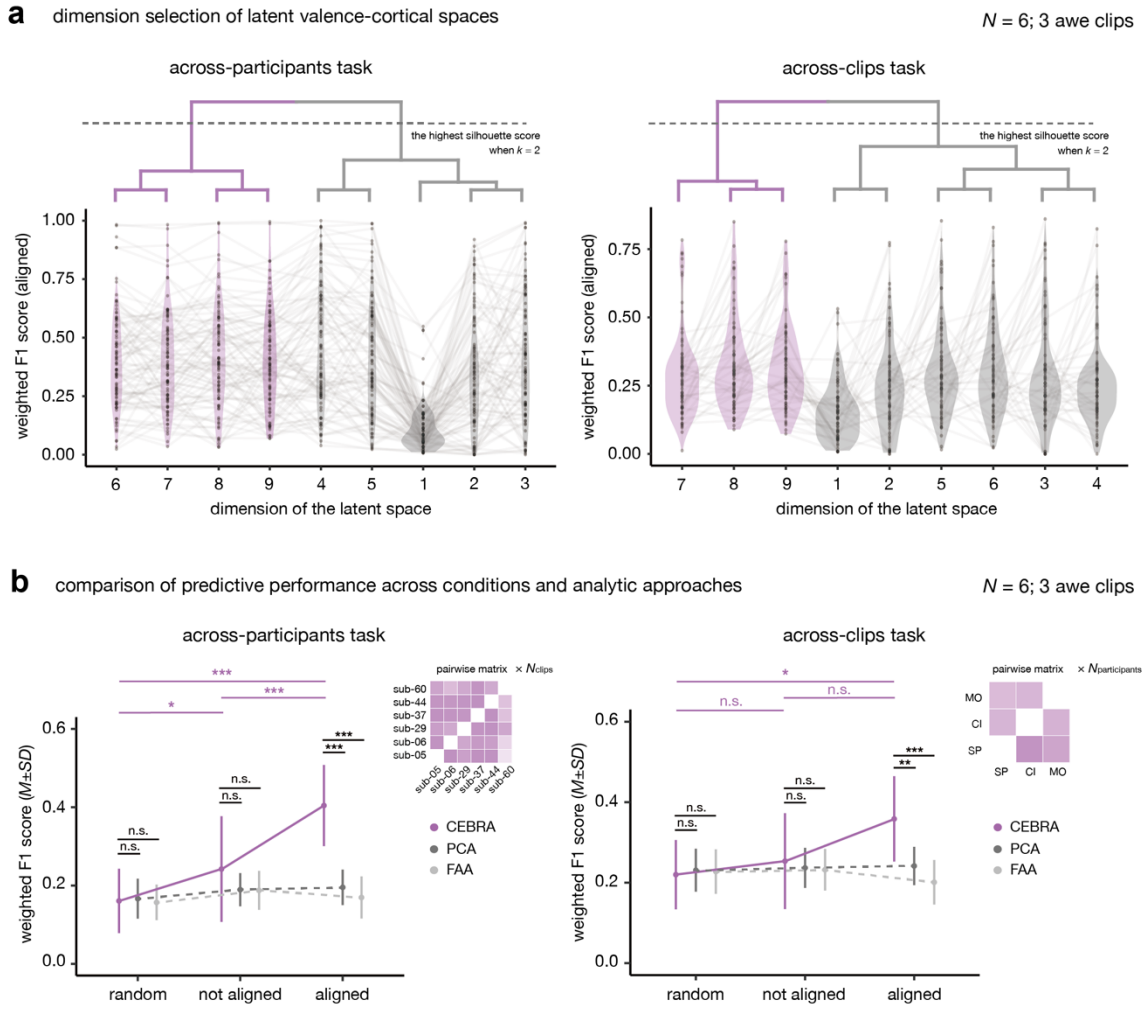 a dimension selection of latent valence-cortical spaces
N = 6; 3 awe clips
across-participants task
the highest silhouette score
when k = 2
weighted F1 score (aligned)
1.00
0.75
0.50
0.25
0.00
6 7 8 9 4 5 1 2 3
dimension of the latent space
across-clips task
the highest silhouette score
when k = 2
weighted F1 score (aligned)
0.75
0.50
0.25
0.00
7 8 9 1 2 5 6 3 4
dimension of the latent space
b comparison of predictive performance across conditions and analytic approaches
N = 6; 3 awe clips
across-participants task
***
***
*
n.s.
n.s.
n.s.
n.s.
***
***
weighted F1 score (M±SD)
0.6
0.4
0.2
0.0
random not aligned aligned
pairwise matrix × Nclips
sub-60
sub-44
sub-37
sub-29
sub-06
sub-05
sub-05 sub-06 sub-29 sub-37 sub-44 sub-60
CEBRA
PCA
FAA
across-clips task
*
n.s.
n.s.
n.s.
n.s.
n.s.
n.s.
***
**
weighted F1 score (M±SD)
0.6
0.4
0.2
0.0
random not aligned aligned
pairwise matrix × Nparticipants
MO
CI
SP
SP CI MO
CEBRA
PCA
FAA